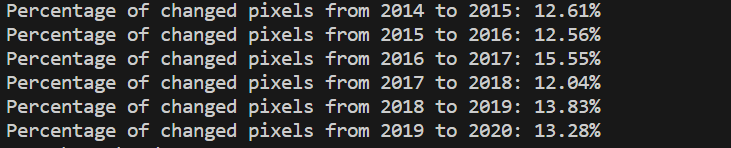 Percentage of changed pixels from 2014 to 2015: 12.61%
Percentage of changed pixels from 2015 to 2016: 12.56%
Percentage of changed pixels from 2016 to 2017: 15.55%
Percentage of changed pixels from 2017 to 2018: 12.04%
Percentage of changed pixels from 2018 to 2019: 13.83%
Percentage of changed pixels from 2019 to 2020: 13.28%